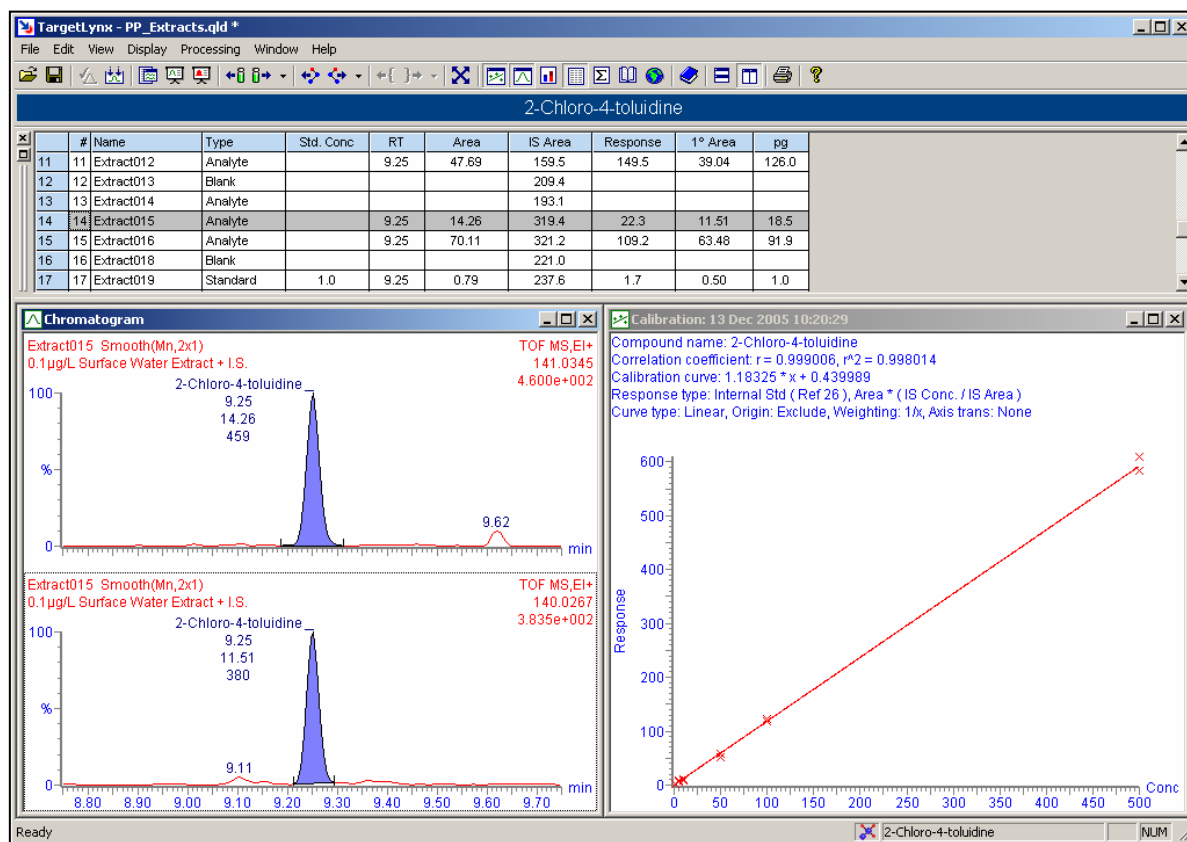 TargetLynx - PP_Extracts.qld *
File Edit View Display Processing Window Help
2-Chloro-4-toluidine
# Name Type Std. Conc RT Area IS Area Response 1° Area pg
11 11 Extract012 Analyte 9.25 47.69 159.5 149.5 39.04 126.0
12 12 Extract013 Blank 209.4
13 13 Extract014 Analyte 193.1
14 14 Extract015 Analyte 9.25 14.26 319.4 22.3 11.51 18.5
15 15 Extract016 Analyte 9.25 70.11 321.2 109.2 63.48 91.9
16 16 Extract018 Blank 221.0
17 17 Extract019 Standard 1.0 9.25 0.79 237.6 1.7 0.50 1.0
Chromatogram
Extract015 Smooth(Mn,2x1) TOF MS,EI+
0.1µg/L Surface Water Extract + I.S. 141.0345
4.600e+002
2-Chloro-4-toluidine
9.25
14.26
459
100
%
0
9.62
min
Extract015 Smooth(Mn,2x1) TOF MS,EI+
0.1µg/L Surface Water Extract + I.S. 140.0267
3.835e+002
2-Chloro-4-toluidine
9.25
11.51
380
100
%
0
9.11
min
8.80 8.90 9.00 9.10 9.20 9.30 9.40 9.50 9.60 9.70
Calibration: 13 Dec 2005 10:20:29
Compound name: 2-Chloro-4-toluidine
Correlation coefficient: r = 0.999006, r^2 = 0.998014
Calibration curve: 1.18325 * x + 0.439989
Response type: Internal Std ( Ref 26 ), Area * ( IS Conc. / IS Area )
Curve type: Linear, Origin: Exclude, Weighting: 1/x, Axis trans: None
600
500
400
300
200
100
0
Response
Conc
0 50 100 150 200 250 300 350 400 450 500
Ready 2-Chloro-4-toluidine NUM